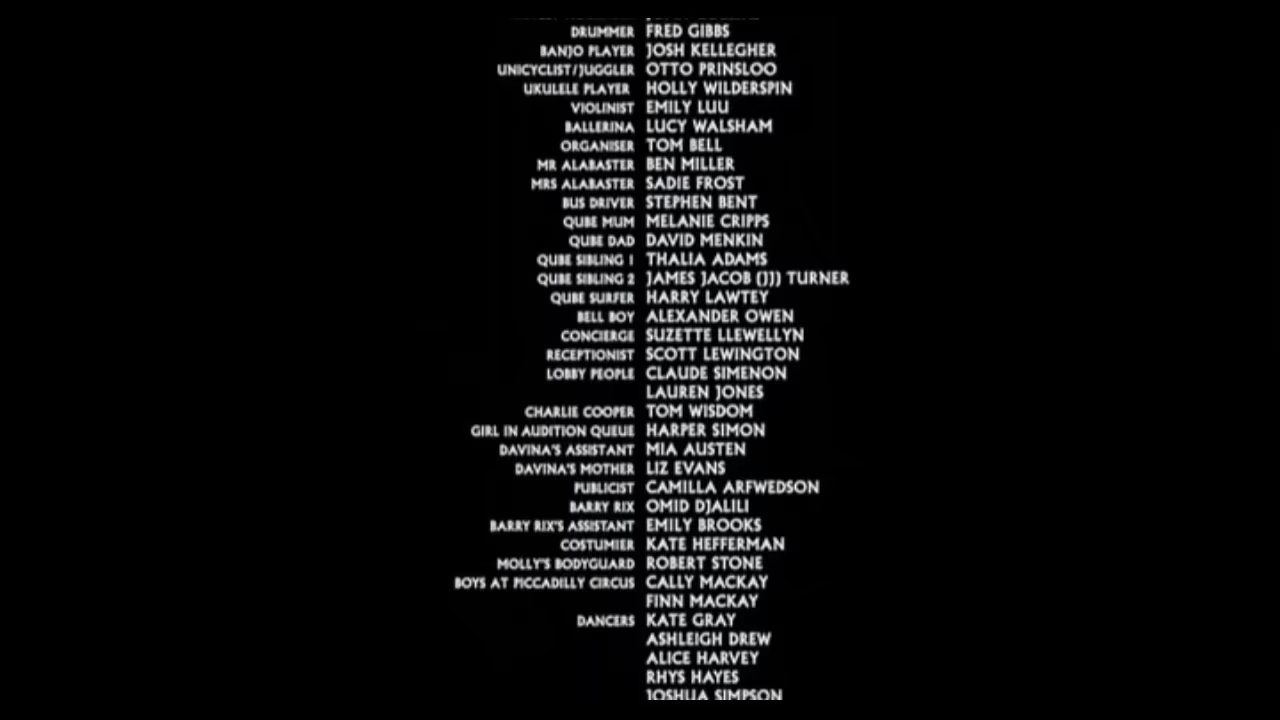 DRUMMER FRED GIBBS
BANJO PLAYER JOSH KELLEGHER
UNICYCLIST/JUGGLER OTTO PRINSLOO
UKULELE PLAYER HOLLY WILDERSPIN
VIOLINIST EMILY LUU
BALLERINA LUCY WALSHAM
ORGANISER TOM BELL
MR ALABASTER BEN MILLER
MRS ALABASTER SADIE FROST
BUS DRIVER STEPHEN BENT
QUBE MUM MELANIE CRIPPS
QUBE DAD DAVID MENKIN
QUBE SIBLING 1 THALIA ADAMS
QUBE SIBLING 2 JAMES JACOB (JJ) TURNER
QUBE SURFER HARRY LAWTEY
BELL BOY ALEXANDER OWEN
CONCIERGE SUZETTE LLEWELLYN
RECEPTIONIST SCOTT LEWINGTON
LOBBY PEOPLE CLAUDE SIMENON
LAUREN JONES
CHARLIE COOPER TOM WISDOM
GIRL IN AUDITION QUEUE HARPER SIMON
DAVINA'S ASSISTANT MIA AUSTEN
DAVINA'S MOTHER LIZ EVANS
PUBLICIST CAMILLA ARFWEDSON
BARRY RIX OMID DJALILI
BARRY RIX'S ASSISTANT EMILY BROOKS
COSTUMIER KATE HEFFERMAN
MOLLY'S BODYGUARD ROBERT STONE
BOYS AT PICCADILLY CIRCUS CALLY MACKAY
FINN MACKAY
DANCERS KATE GRAY
ASHLEIGH DREW
ALICE HARVEY
RHYS HAYES
JOSHUA SIMPSON